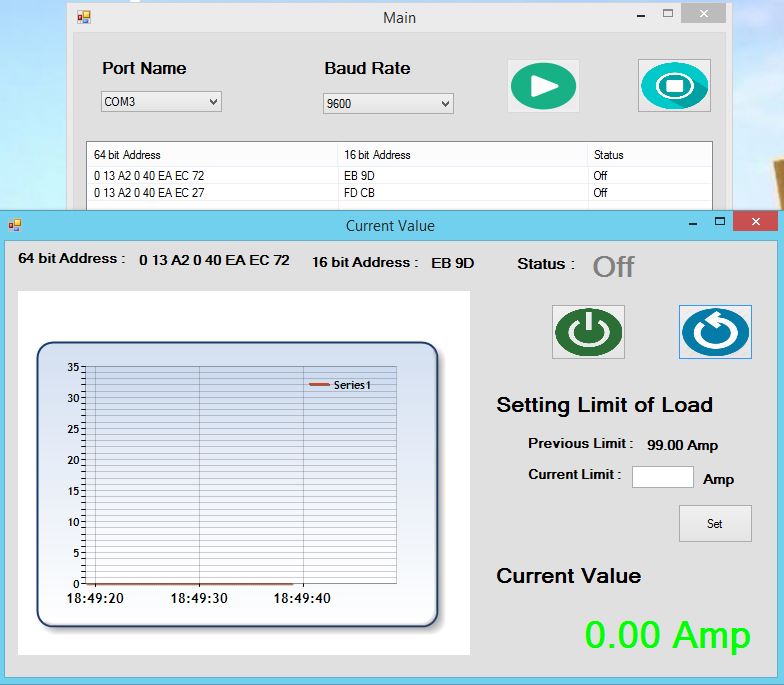 Main
Port Name Baud Rate
COM3 9600
64 bit Address 16 bit Address Status
0 13 A2 0 40 EA EC 72 EB 9D Off
0 13 A2 0 40 EA EC 27 FD CB Off
Current Value
64 bit Address : 0 13 A2 0 40 EA EC 72 16 bit Address : EB 9D Status : Off
35
Series1
30
25
20
15
10
5
0
18:49:20 18:49:30 18:49:40
Setting Limit of Load
Previous Limit : 99.00 Amp
Current Limit : Amp
Set
Current Value
0.00 Amp